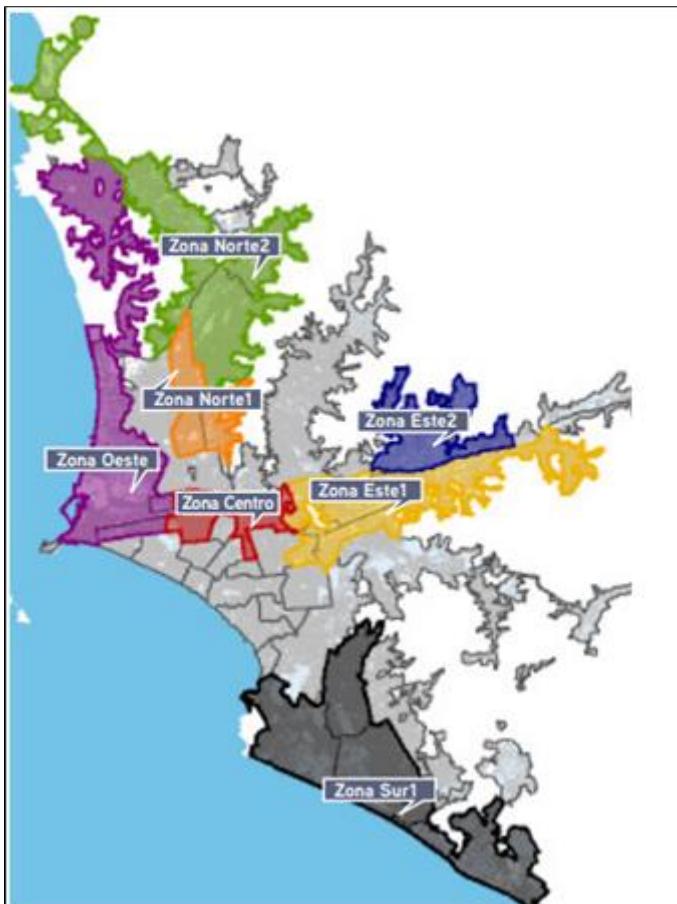 Zona Norte2
Zona Norte1
Zona Este2
Zona Oeste
Zona Este1
Zona Centro
Zona Sur1